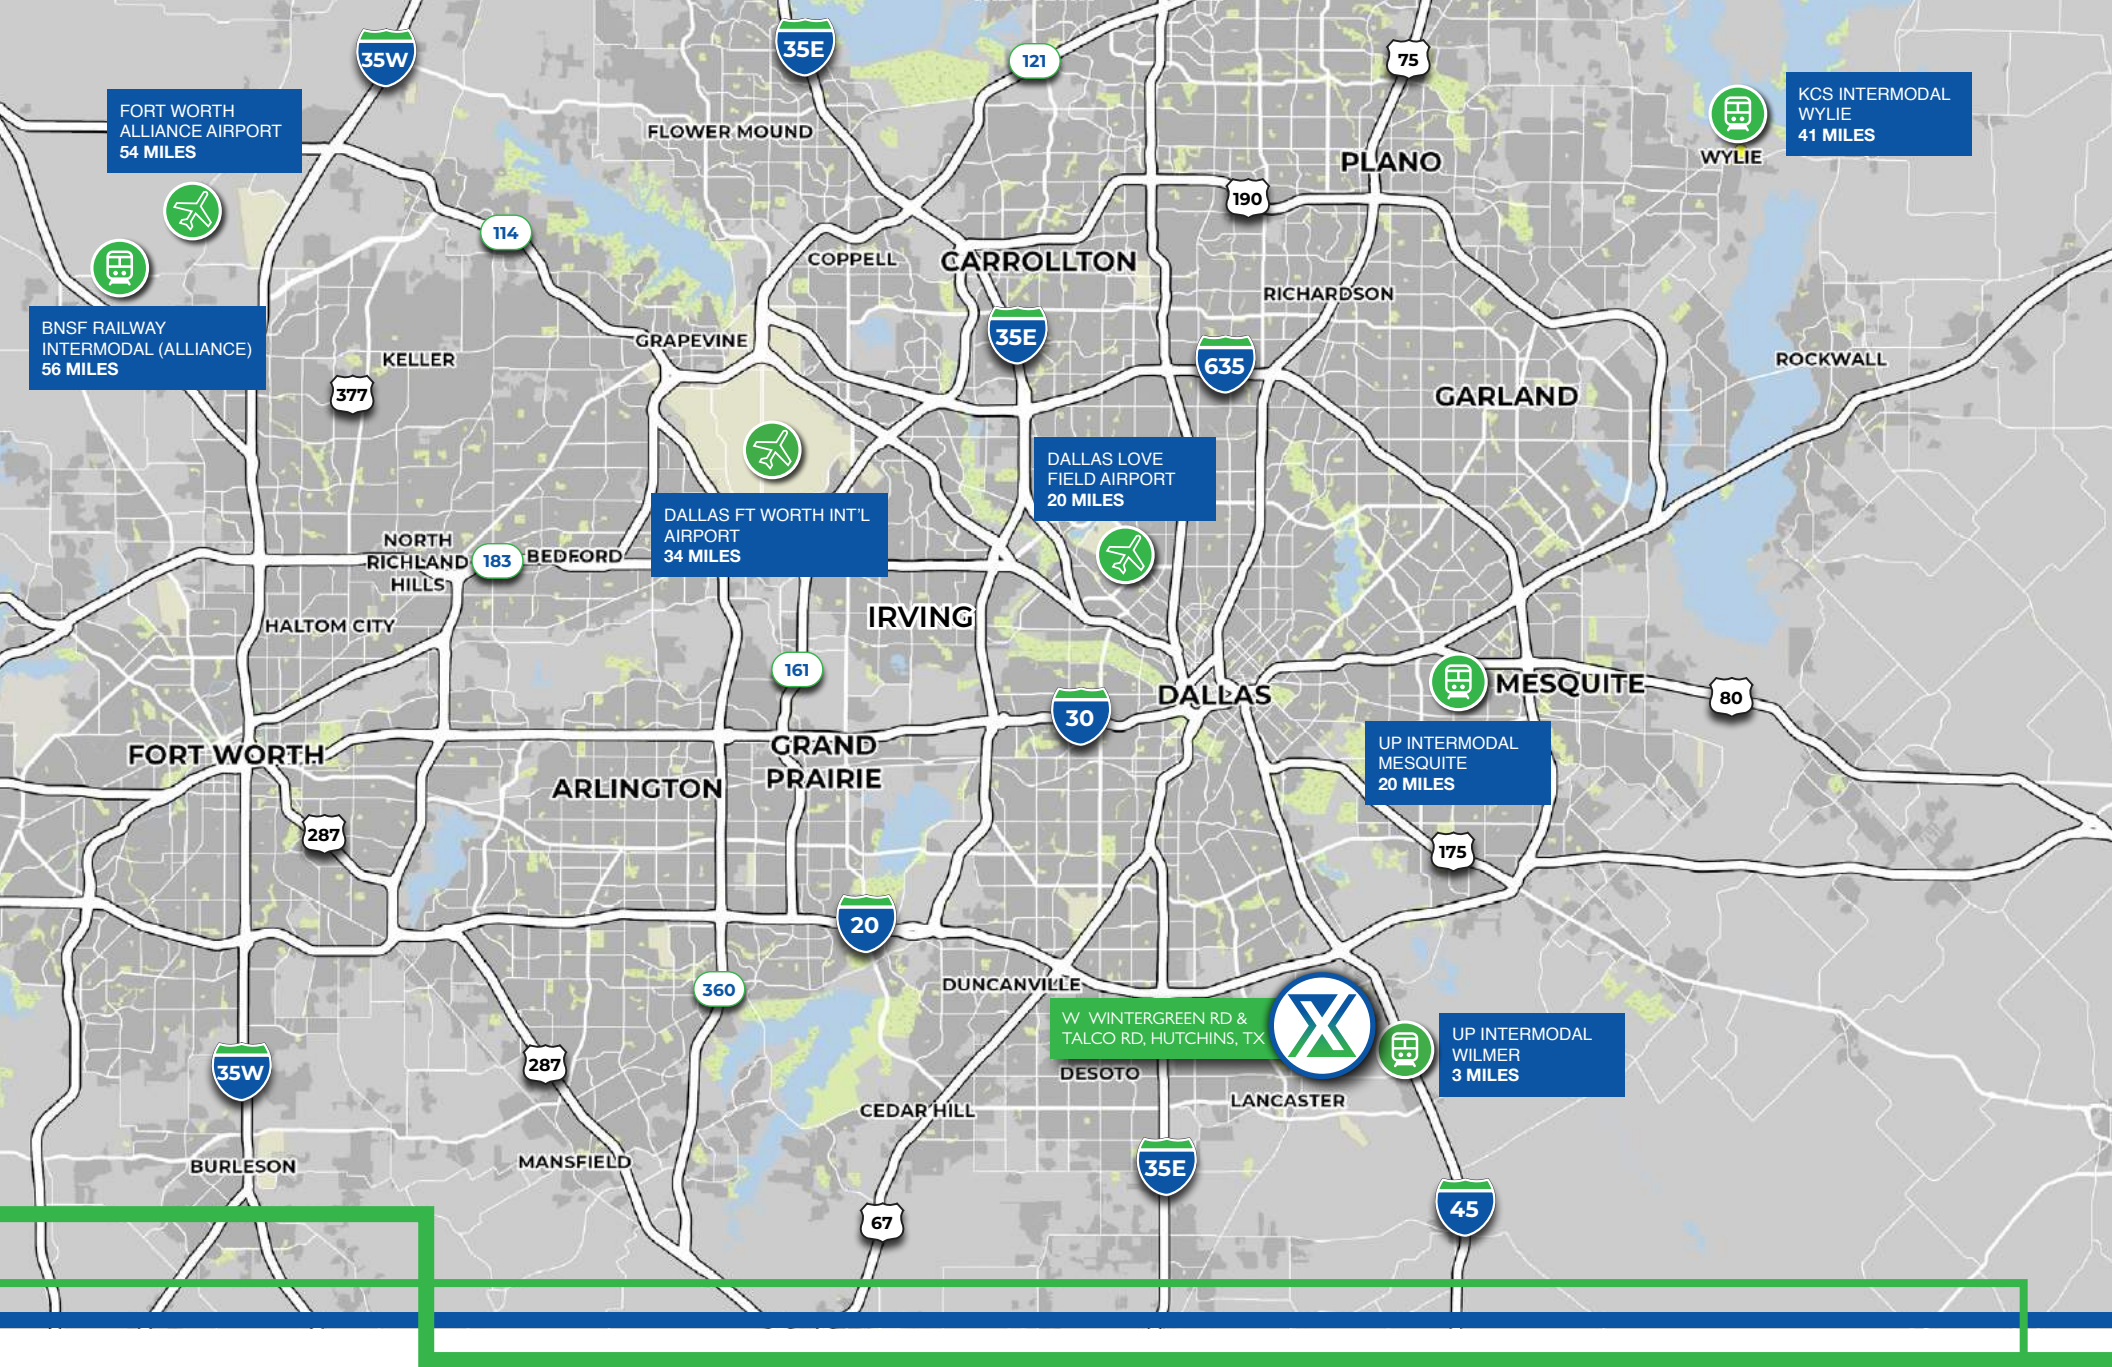 35W
35E
121
75
FORT WORTH
ALLIANCE AIRPORT
54 MILES
KCS INTERMODAL
WYLIE
41 MILES
FLOWER MOUND
PLANO
WYLIE
190
114
COPPELL
CARROLLTON
RICHARDSON
BNSF RAILWAY
INTERMODAL (ALLIANCE)
56 MILES
35E
GRAPEVINE
KELLER
635
ROCKWALL
377
GARLAND
DALLAS LOVE
FIELD AIRPORT
20 MILES
DALLAS FT WORTH INT'L
AIRPORT
34 MILES
NORTH
RICHLAND
HILLS
183
BEDFORD
IRVING
HALTOM CITY
161
MESQUITE
DALLAS
80
30
FORT WORTH
GRAND
PRAIRIE
UP INTERMODAL
MESQUITE
20 MILES
ARLINGTON
287
175
20
DUNCANVILLE
360
W WINTERGREEN RD &
TALCO RD, HUTCHINS, TX
X
UP INTERMODAL
WILMER
3 MILES
35W
287
DESOTO
LANCASTER
CEDAR HILL
BURLESON
MANSFIELD
35E
45
67